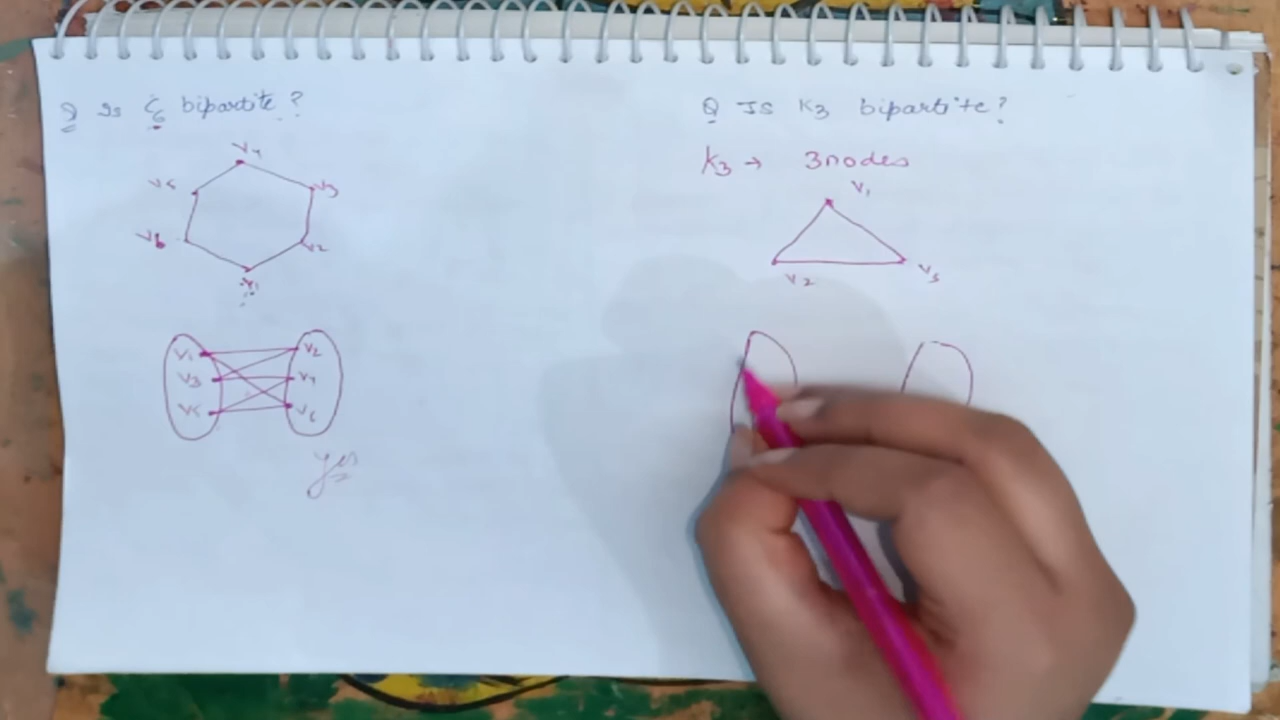 Q Is C6 bipartite?
V4
V5 V3
V6 V2
V1
V1 V2
V3 V4
V5 V6
yes
Q Is K3 bipartite?
K3 → 3nodes
V1
V2 V3